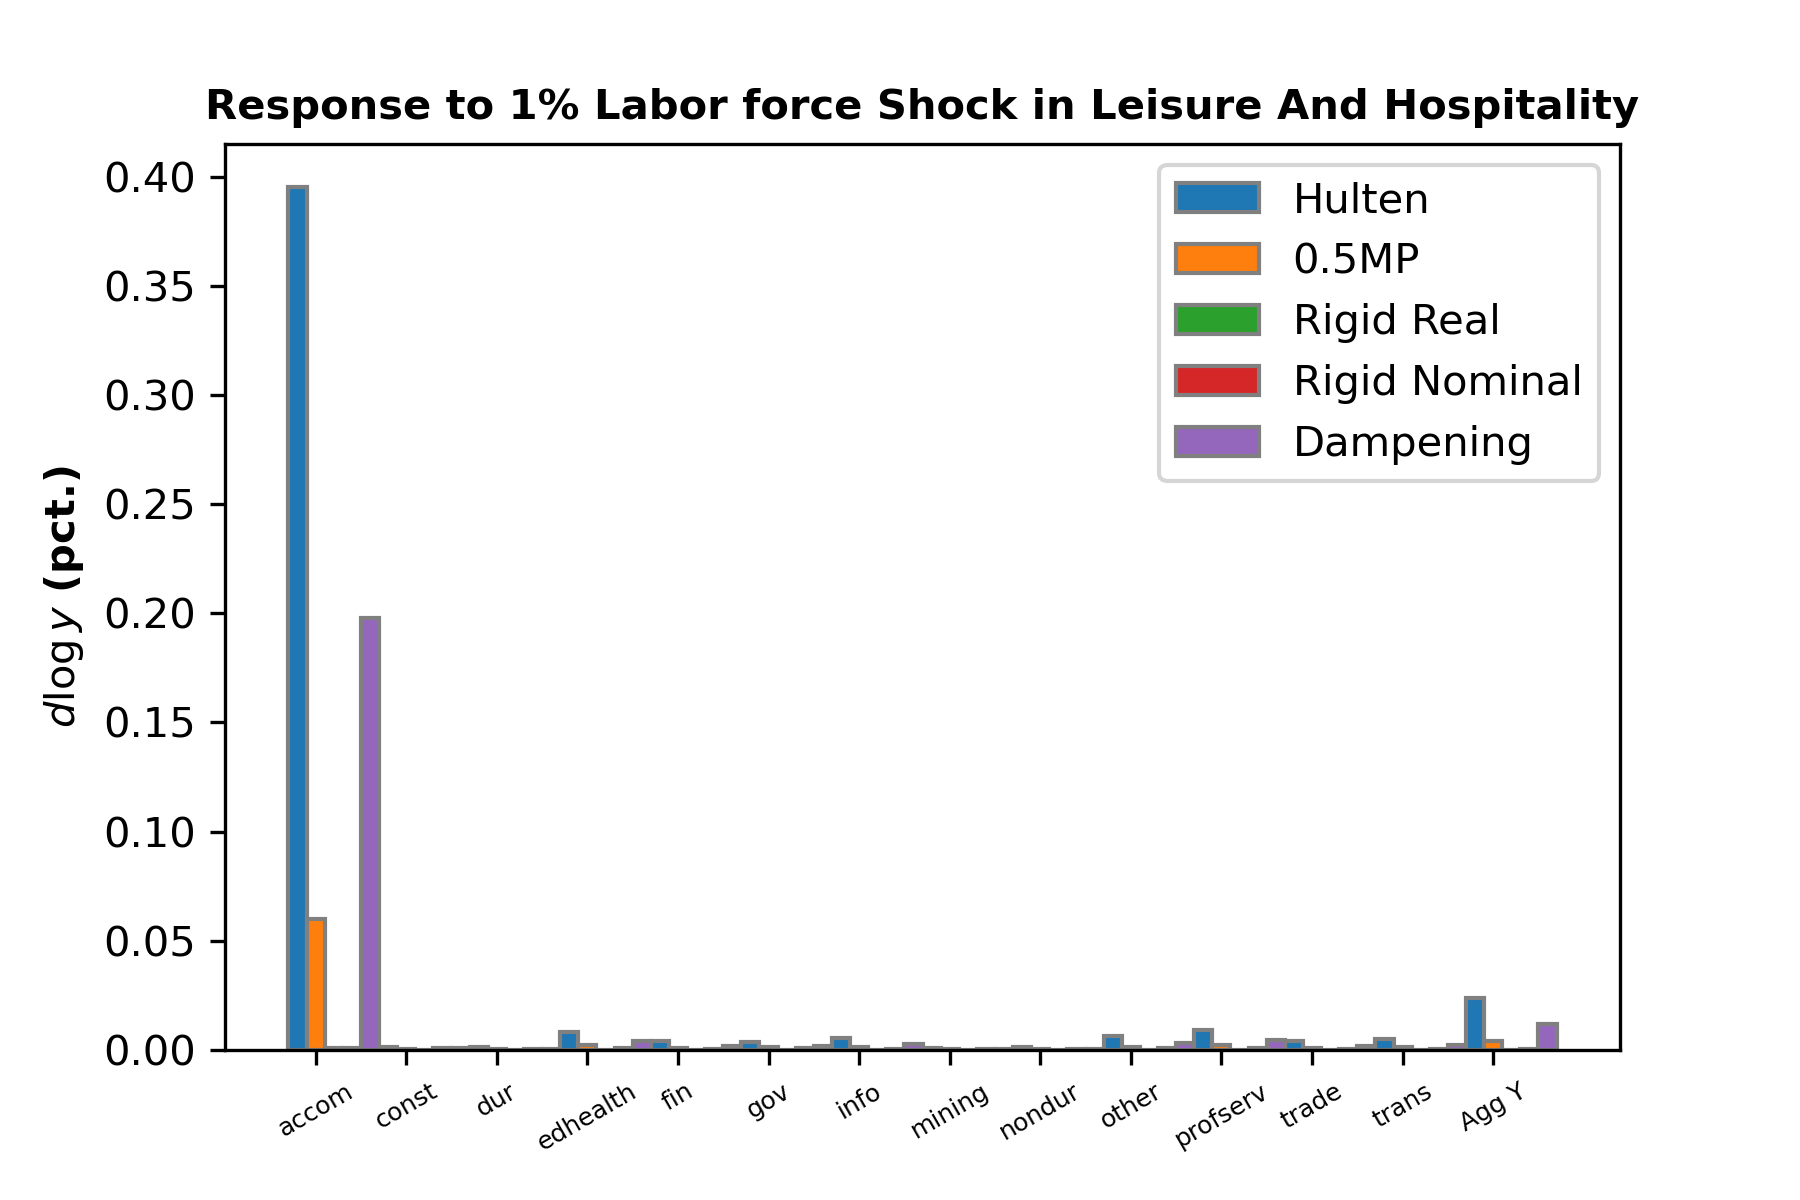 Response to 1% Labor force Shock in Leisure And Hospitality
dlog y (pct.)
0.40
0.35
0.30
0.25
0.20
0.15
0.10
0.05
0.00
Hulten
0.5MP
Rigid Real
Rigid Nominal
Dampening
accom
const
dur
edhealth
fin
gov
info
mining
nondur
other
profserv
trade
trans
Agg Y